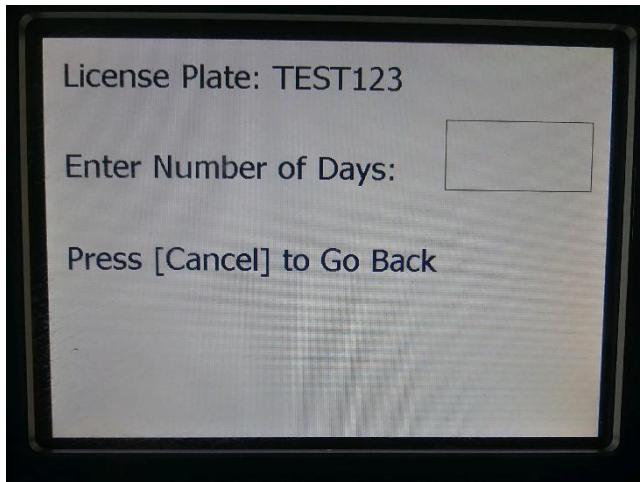 License Plate: TEST123
Enter Number of Days:
Press [Cancel] to Go Back